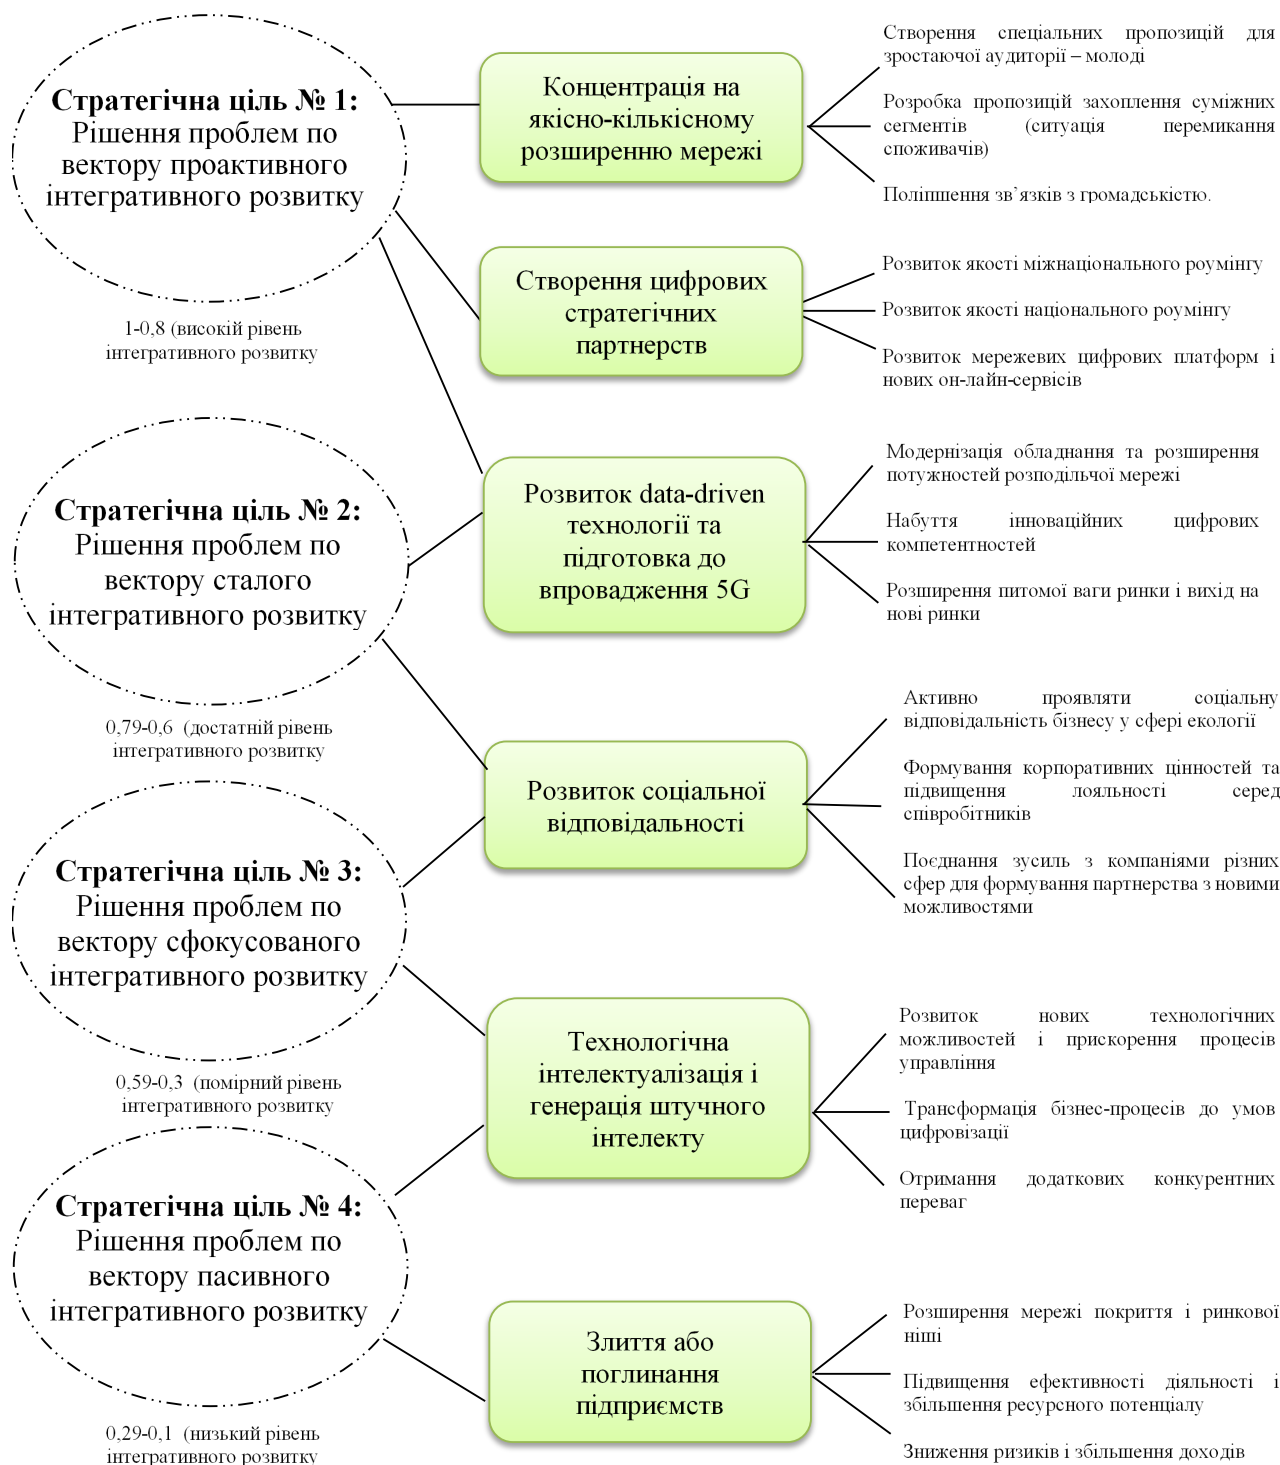 Стратегічна ціль № 1:
Рішення проблем по
вектору проактивного
інтегративного розвитку
1-0,8 (високій рівень
інтегративного розвитку
Концентрація на
якісно-кількісному
розширенню мережі
Створення спеціальних пропозицій для
зростаючої аудиторії – молоді
Розробка пропозицій захоплення суміжних
сегментів (ситуація перемикання
споживачів)
Поліпшення зв’язків з громадськістю.
Створення цифрових
стратегічних
партнерств
Розвиток якості міжнаціонального роумінгу
Розвиток якості національного роумінгу
Розвиток мережевих цифрових платформ і
нових он-лайн-сервісів
Стратегічна ціль № 2:
Рішення проблем по
вектору сталого
інтегративного розвитку
0,79-0,6 (достатній рівень
інтегративного розвитку
Розвиток data-driven
технології та
підготовка до
впровадження 5G
Модернізація обладнання та розширення
потужностей розподільчої мережі
Набуття інноваційних цифрових
компетентностей
Розширення питомої ваги ринки і вихід на
нові ринки
Розвиток соціальної
відповідальності
Активно проявляти соціальну
відповідальність бізнесу у сфері екології
Формування корпоративних цінностей та
підвищення лояльності серед
співробітників
Поєднання зусиль з компаніями різних
сфер для формування партнерства з новими
можливостями
Стратегічна ціль № 3:
Рішення проблем по
вектору сфокусованого
інтегративного розвитку
0,59-0,3 (помірний рівень
інтегративного розвитку
Технологічна
інтелектуалізація і
генерація штучного
інтелекту
Розвиток нових технологічних
можливостей і прискорення процесів
управління
Трансформація бізнес-процесів до умов
цифровізації
Отримання додаткових конкурентних
переваг
Стратегічна ціль № 4:
Рішення проблем по
вектору пасивного
інтегративного розвитку
0,29-0,1 (низький рівень
інтегративного розвитку
Злиття або
поглинання
підприємств
Розширення мережі покриття і ринкової
ніші
Підвищення ефективності діяльності і
збільшення ресурсного потенціалу
Зниження ризиків і збільшення доходів